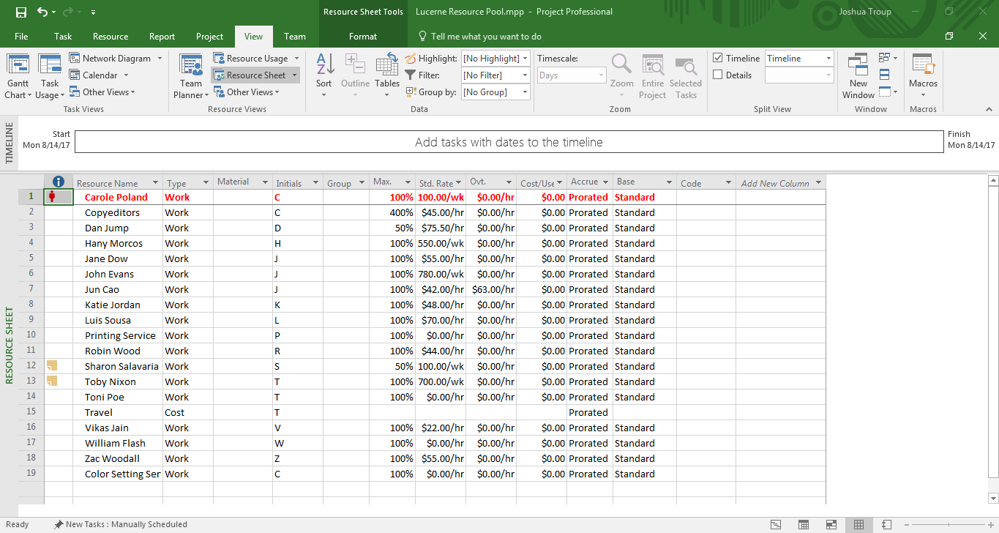 Resource Sheet Tools Lucerne Resource Pool.mpp - Project Professional Joshua Troup
File Task Resource Report Project View Team Format Tell me what you want to do
Gantt Chart Task Usage Network Diagram Calendar Other Views Task Views
Team Planner Resource Usage Resource Sheet Other Views Resource Views
Sort Outline Tables Highlight: [No Highlight] Filter: [No Filter] Group by: [No Group] Data
Timescale: Days Zoom Entire Project Selected Tasks Zoom
Timeline Timeline Details Split View
New Window Window
Macros Macros
TIMELINE
Start
Mon 8/14/17
Add tasks with dates to the timeline
Finish
Mon 8/14/17
RESOURCE SHEET
Resource Name Type Material Initials Group Max. Std. Rate Ovt. Cost/Use Accrue Base Code Add New Column
1 Carole Poland Work C 100% 100.00/wk $0.00/hr $0.00 Prorated Standard
2 Copyeditors Work C 400% $45.00/hr $0.00/hr $0.00 Prorated Standard
3 Dan Jump Work D 50% $75.50/hr $0.00/hr $0.00 Prorated Standard
4 Hany Morcos Work H 100% 550.00/wk $0.00/hr $0.00 Prorated Standard
5 Jane Dow Work J 100% $55.00/hr $0.00/hr $0.00 Prorated Standard
6 John Evans Work J 100% 780.00/wk $0.00/hr $0.00 Prorated Standard
7 Jun Cao Work J 100% $42.00/hr $63.00/hr $0.00 Prorated Standard
8 Katie Jordan Work K 100% $48.00/hr $0.00/hr $0.00 Prorated Standard
9 Luis Sousa Work L 100% $70.00/hr $0.00/hr $0.00 Prorated Standard
10 Printing Service Work P 100% $0.00/hr $0.00/hr $0.00 Prorated Standard
11 Robin Wood Work R 100% $44.00/hr $0.00/hr $0.00 Prorated Standard
12 Sharon Salavaria Work S 50% 100.00/wk $0.00/hr $0.00 Prorated Standard
13 Toby Nixon Work T 100% 700.00/wk $0.00/hr $0.00 Prorated Standard
14 Toni Poe Work T 100% $0.00/hr $0.00/hr $0.00 Prorated Standard
15 Travel Cost T Prorated
16 Vikas Jain Work V 100% $22.00/hr $0.00/hr $0.00 Prorated Standard
17 William Flash Work W 100% $0.00/hr $0.00/hr $0.00 Prorated Standard
18 Zac Woodall Work Z 100% $55.00/hr $0.00/hr $0.00 Prorated Standard
19 Color Setting Ser Work C 100% $0.00/hr $0.00/hr $0.00 Prorated Standard
Ready New Tasks : Manually Scheduled